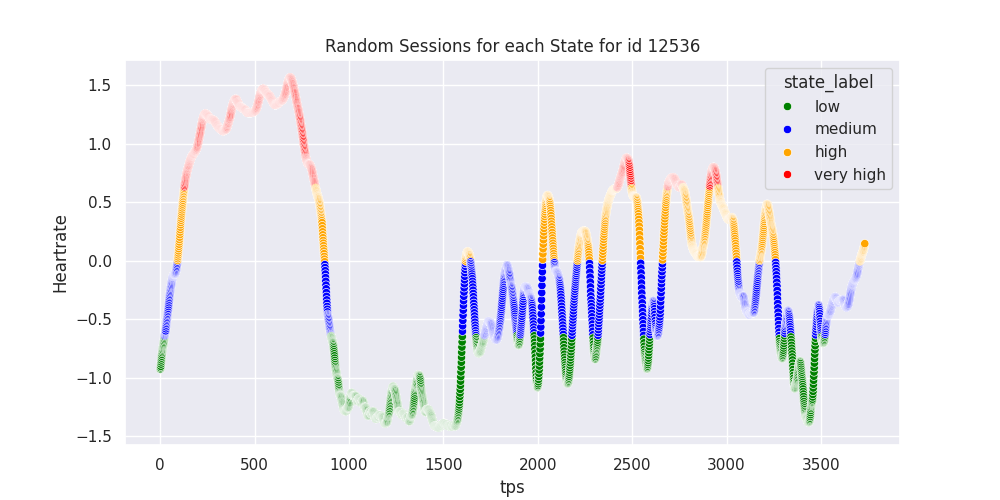 Random Sessions for each State for id 12536
state_label
low
medium
high
very high
Heartrate
1.5
1.0
0.5
0.0
−0.5
−1.0
−1.5
0 500 1000 1500 2000 2500 3000 3500
tps